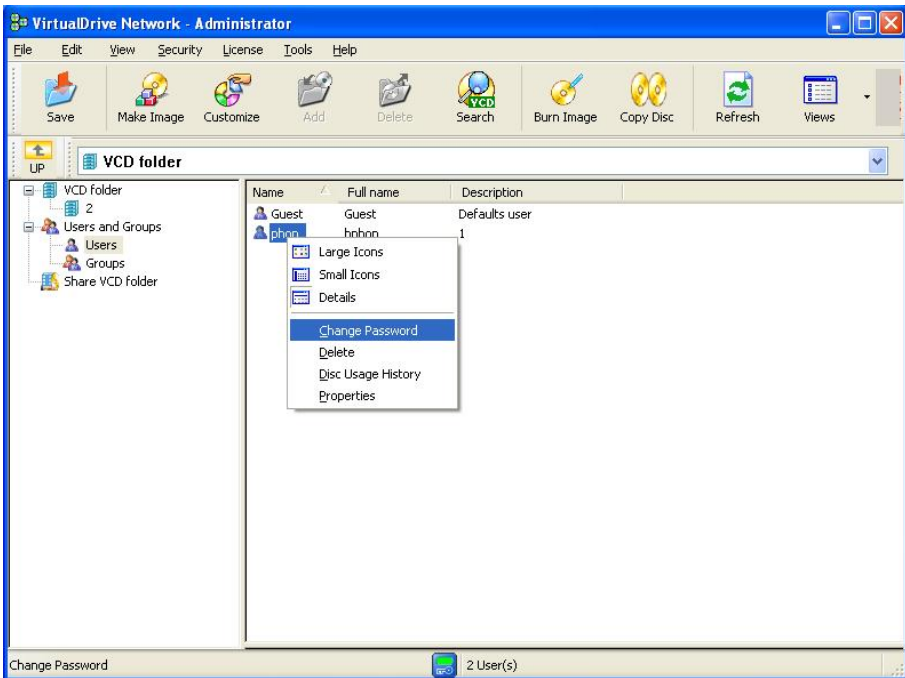 VirtualDrive Network - Administrator
File Edit View Security License Tools Help
Save Make Image Customize Add Delete Search Burn Image Copy Disc Refresh Views
VCD
UP VCD folder
VCD folder
2
Users and Groups
Users
Groups
Share VCD folder
Name Full name Description
Guest Guest Defaults user
phon hphon 1
Large Icons
Small Icons
Details
Change Password
Delete
Disc Usage History
Properties
Change Password 2 User(s)